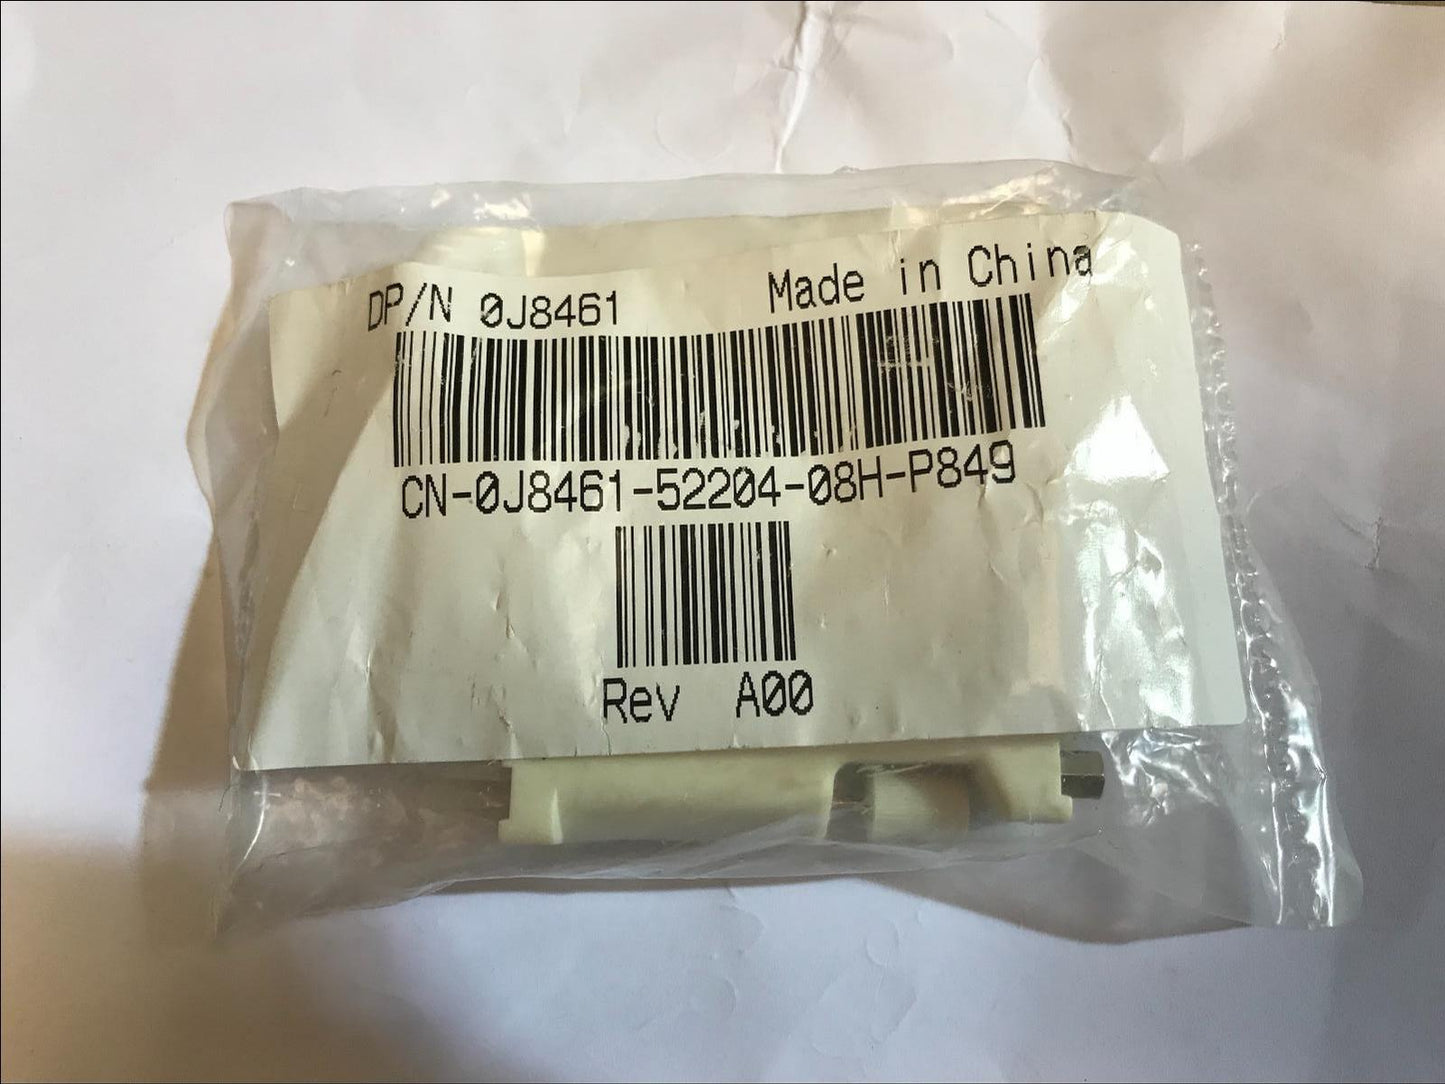 DP/N 0J8461 Made in China
CN-0J8461-52204-08H-P849
Rev A00